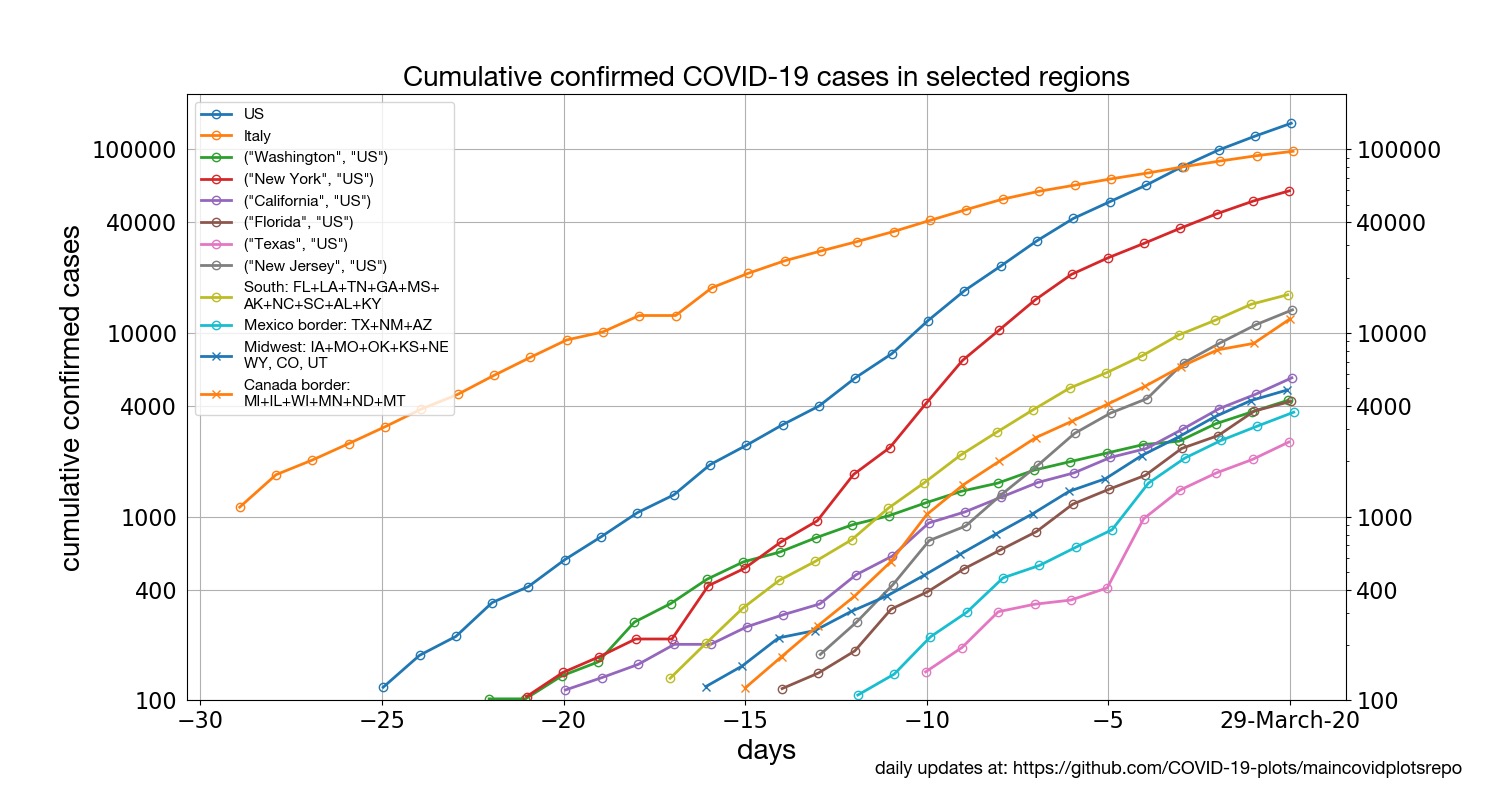 Cumulative confirmed COVID-19 cases in selected regions
US
Italy
("Washington", "US")
("New York", "US")
("California", "US")
("Florida", "US")
("Texas", "US")
("New Jersey", "US")
South: FL+LA+TN+GA+MS+
AK+NC+SC+AL+KY
Mexico border: TX+NM+AZ
Midwest: IA+MO+OK+KS+NE
WY, CO, UT
Canada border:
MI+IL+WI+MN+ND+MT
cumulative confirmed cases
100000
40000
10000
4000
1000
400
100
100000
40000
10000
4000
1000
400
100
−30
−25
−20
−15
−10
−5
29-March-20
days
daily updates at: https://github.com/COVID-19-plots/maincovidplotsrepo